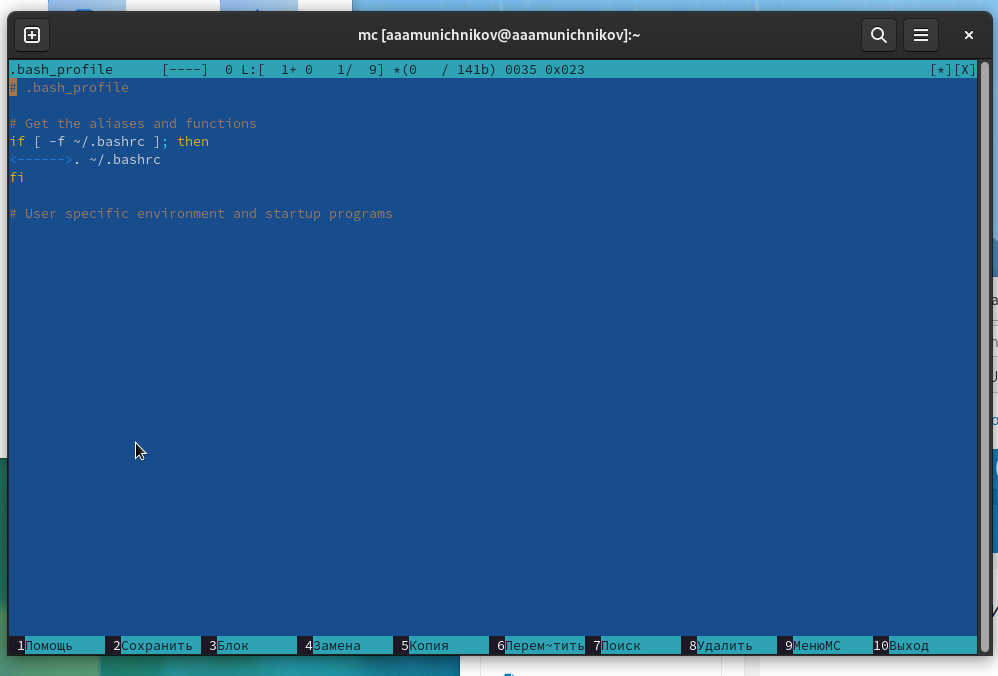 mc [aaamunichnikov@aaamunichnikov]:~
.bash_profile      [----]  0 L:[  1+ 0   1/  9] *(0   / 141b) 0035 0x023                                           [*][X]
# .bash_profile
# Get the aliases and functions
if [ -f ~/.bashrc ]; then
<------>. ~/.bashrc
fi
# User specific environment and startup programs
1Помощь 2Сохранить 3Блок 4Замена 5Копия 6Перем~тить 7Поиск 8Удалить 9МенюMC 10Выход